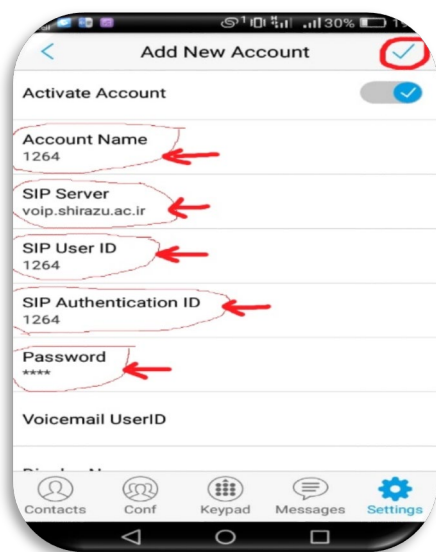 30%
Add New Account
Activate Account
Account Name
1264
SIP Server
voip.shirazu.ac.ir
SIP User ID
1264
SIP Authentication ID
1264
Password
****
Voicemail UserID
Contacts Conf Keypad Messages Settings